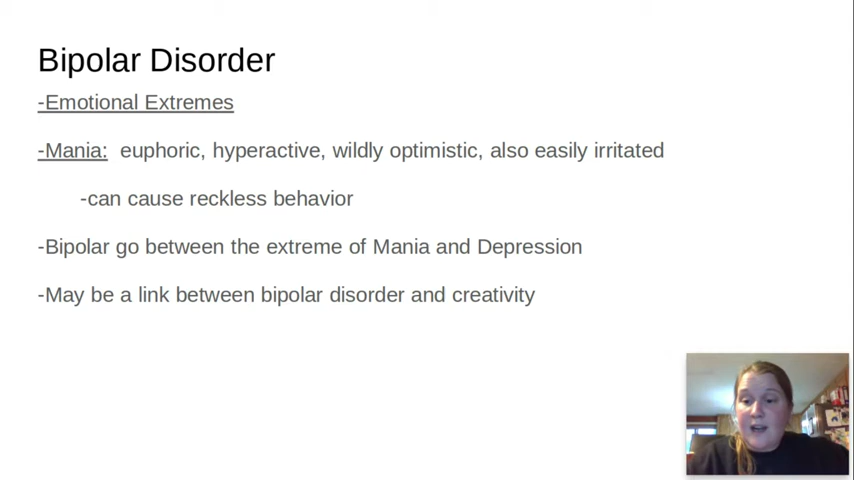 Bipolar Disorder
-Emotional Extremes
-Mania:  euphoric, hyperactive, wildly optimistic, also easily irritated
-can cause reckless behavior
-Bipolar go between the extreme of Mania and Depression
-May be a link between bipolar disorder and creativity